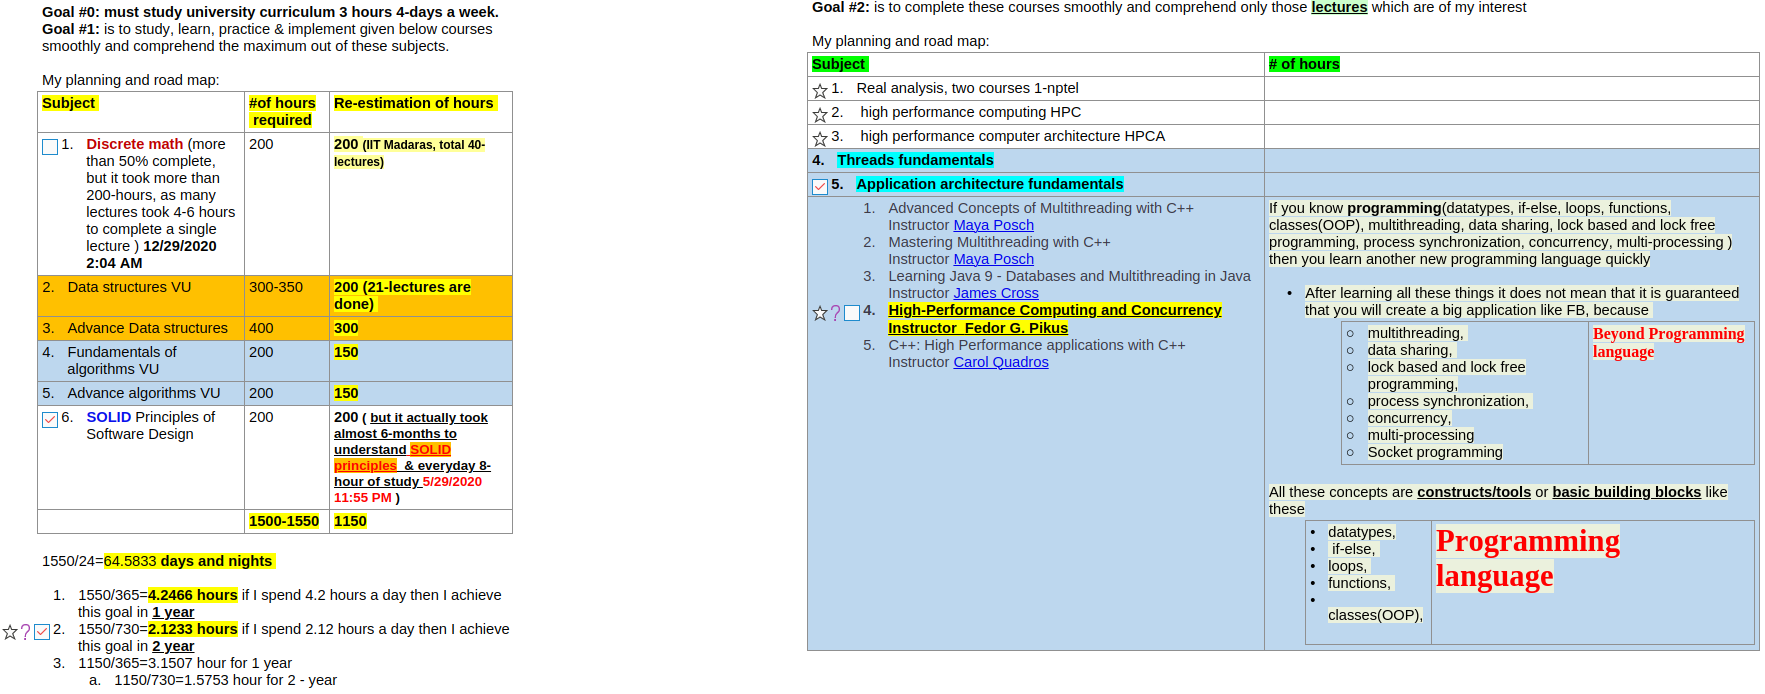 Goal #0: must study university curriculum 3 hours 4-days a week.
Goal #1: is to study, learn, practice & implement given below courses
smoothly and comprehend the maximum out of these subjects.
My planning and road map:
Subject
#of hours
required
Re-estimation of hours
1. Discrete math (more
than 50% complete,
but it took more than
200-hours, as many
lectures took 4-6 hours
to complete a single
lecture ) 12/29/2020
2:04 AM
200
200 (IIT Madaras, total 40-
lectures)
2. Data structures VU
300-350
200 (21-lectures are
done)
3. Advance Data structures
400
300
4. Fundamentals of
algorithms VU
200
150
5. Advance algorithms VU
200
150
6. SOLID Principles of
Software Design
200
200 ( but it actually took
almost 6-months to
understand SOLID
principles & everyday 8-
hour of study 5/29/2020
11:55 PM )
1500-1550
1150
1550/24=64.5833 days and nights
1. 1550/365=4.2466 hours if I spend 4.2 hours a day then I achieve
this goal in 1 year
2. 1550/730=2.1233 hours if I spend 2.12 hours a day then I achieve
this goal in 2 year
3. 1150/365=3.1507 hour for 1 year
a. 1150/730=1.5753 hour for 2 - year
Goal #2: is to complete these courses smoothly and comprehend only those lectures which are of my interest
My planning and road map:
Subject
# of hours
1. Real analysis, two courses 1-nptel
2. high performance computing HPC
3. high performance computer architecture HPCA
4. Threads fundamentals
5. Application architecture fundamentals
1. Advanced Concepts of Multithreading with C++
Instructor Maya Posch
2. Mastering Multithreading with C++
Instructor Maya Posch
3. Learning Java 9 - Databases and Multithreading in Java
Instructor James Cross
4. High-Performance Computing and Concurrency
Instructor Fedor G. Pikus
5. C++: High Performance applications with C++
Instructor Carol Quadros
If you know programming(datatypes, if-else, loops, functions,
classes(OOP), multithreading, data sharing, lock based and lock free
programming, process synchronization, concurrency, multi-processing )
then you learn another new programming language quickly
• After learning all these things it does not mean that it is guaranteed
that you will create a big application like FB, because
○ multithreading,
○ data sharing,
○ lock based and lock free
programming,
○ process synchronization,
○ concurrency,
○ multi-processing
○ Socket programming
Beyond Programming
language
All these concepts are constructs/tools or basic building blocks like
these
• datatypes,
• if-else,
• loops,
• functions,
•
classes(OOP),
Programming
language